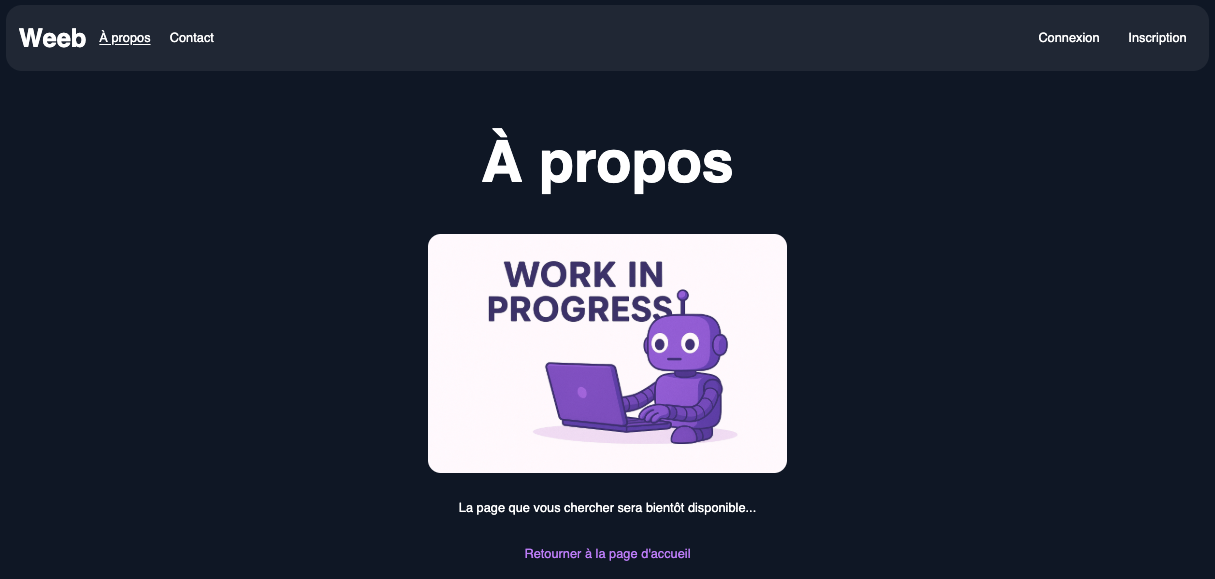 Weeb À propos Contact Connexion Inscription
À propos
WORK IN
PROGRESS
La page que vous chercher sera bientôt disponible...
Retourner à la page d'accueil